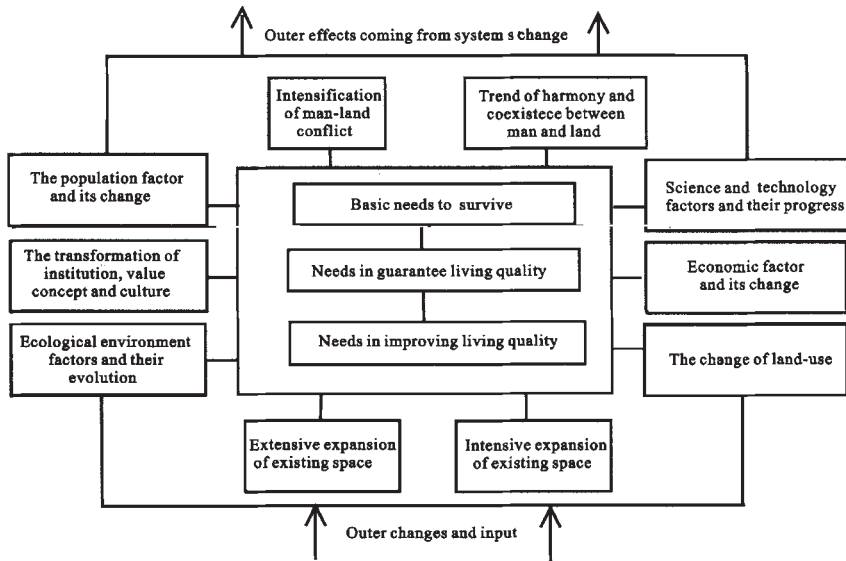 Outer effects coming from system s change
Intensification
of man-land
conflict
Trend of harmony and
coexistece between
man and land
The population factor
and its change
Science and technology
factors and their progress
Basic needs to survive
The transformation of
institution, value
concept and culture
Needs in guarantee living quality
Economic factor
and its change
Ecological environment
factors and their
evolution
Needs in improving living quality
The change of land-use
Extensive expansion
of existing space
Intensive expansion
of existing space
Outer changes and input